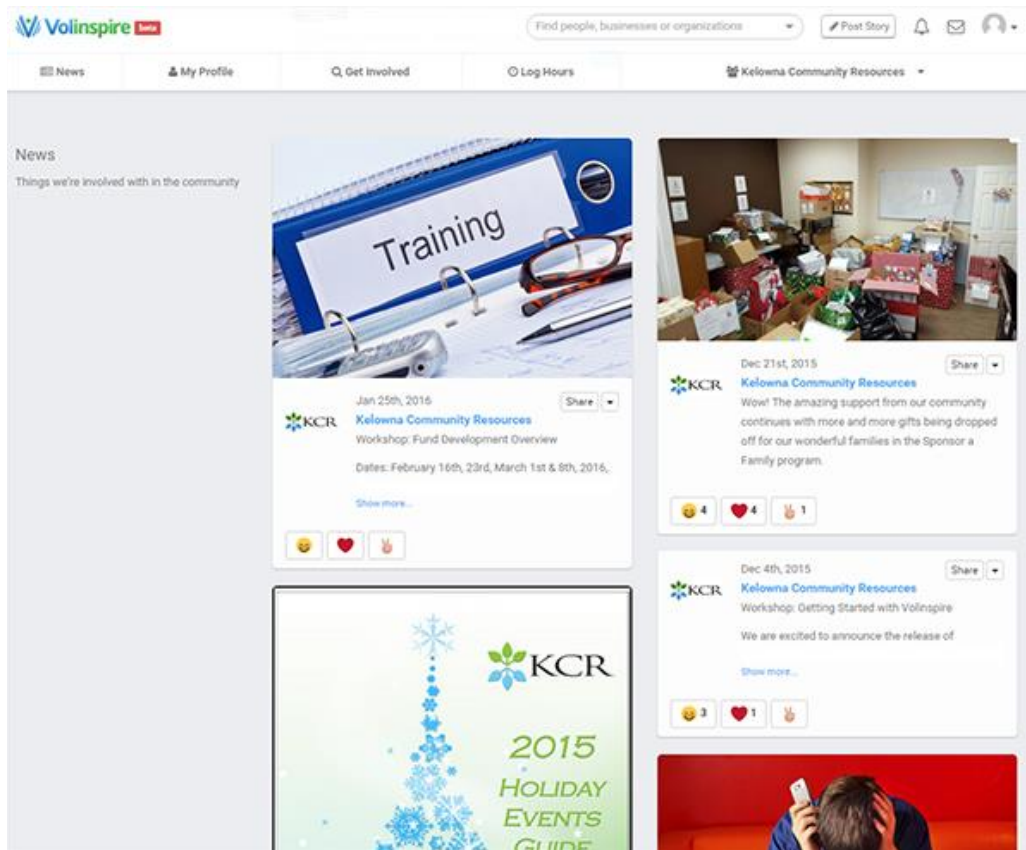 Volinspire beta
Find people, businesses or organizations
Post Story
News
My Profile
Get Involved
Log Hours
Kelowna Community Resources
News
Things we're involved with in the community
Training
Jan 25th, 2016
Share
KCR
Kelowna Community Resources
Workshop: Fund Development Overview
Dates: February 16th, 23rd, March 1st & 8th, 2016,
Show more...
KCR
2015
HOLIDAY
EVENTS
GUIDE
Dec 21st, 2015
Share
KCR
Kelowna Community Resources
Wow! The amazing support from our community
continues with more and more gifts being dropped
off for our wonderful families in the Sponsor a
Family program.
4
4
1
Dec 4th, 2015
Share
KCR
Kelowna Community Resources
Workshop: Getting Started with Volinspire
We are excited to announce the release of
Show more...
3
1